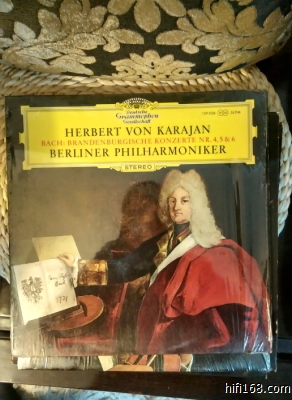 Deutsche
Grammophon
Gesellschaft
HERBERT VON KARAJAN
BACH: BRANDENBURGISCHE KONZERTE NR. 4, 5 & 6
BERLINER PHILHARMONIKER
STEREO
hifi168.com